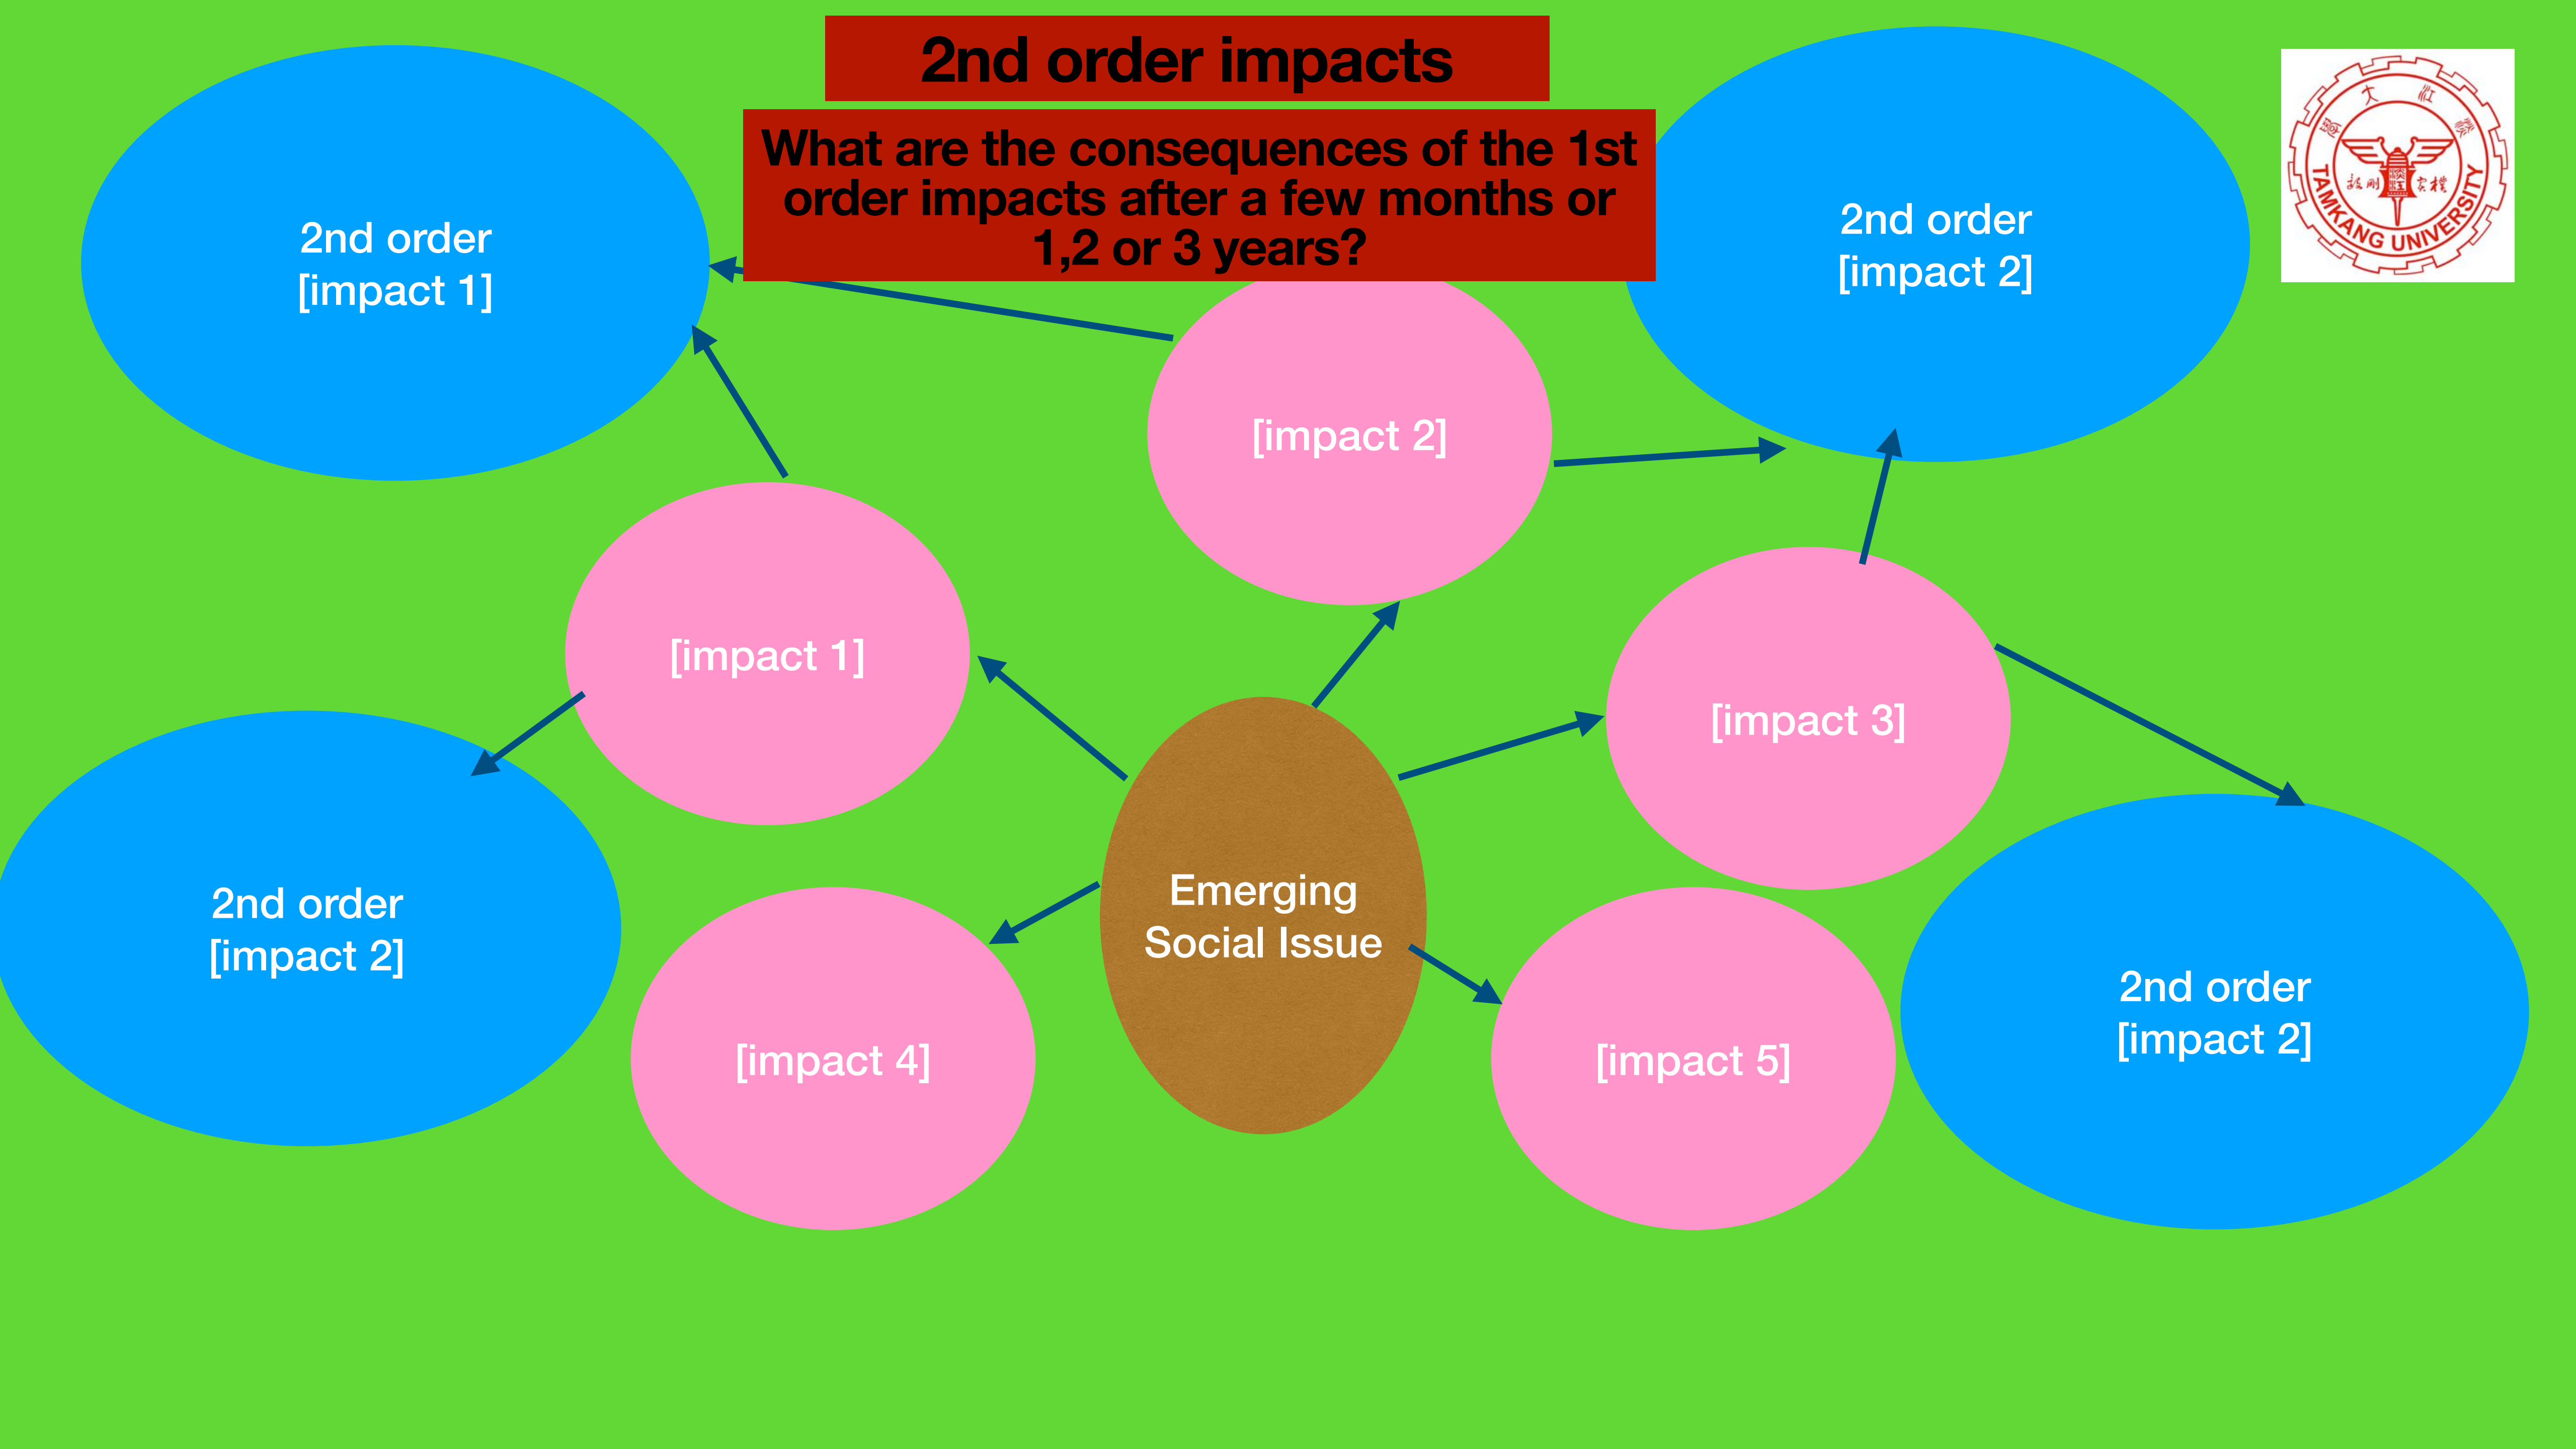 2nd order impacts
What are the consequences of the 1st
order impacts after a few months or
1,2 or 3 years?
2nd order
[impact 1]
2nd order
[impact 2]
大 江
TAMKANG UNIVERSITY
[impact 2]
[impact 1]
[impact 3]
2nd order
[impact 2]
Emerging
Social Issue
2nd order
[impact 2]
[impact 4]
[impact 5]